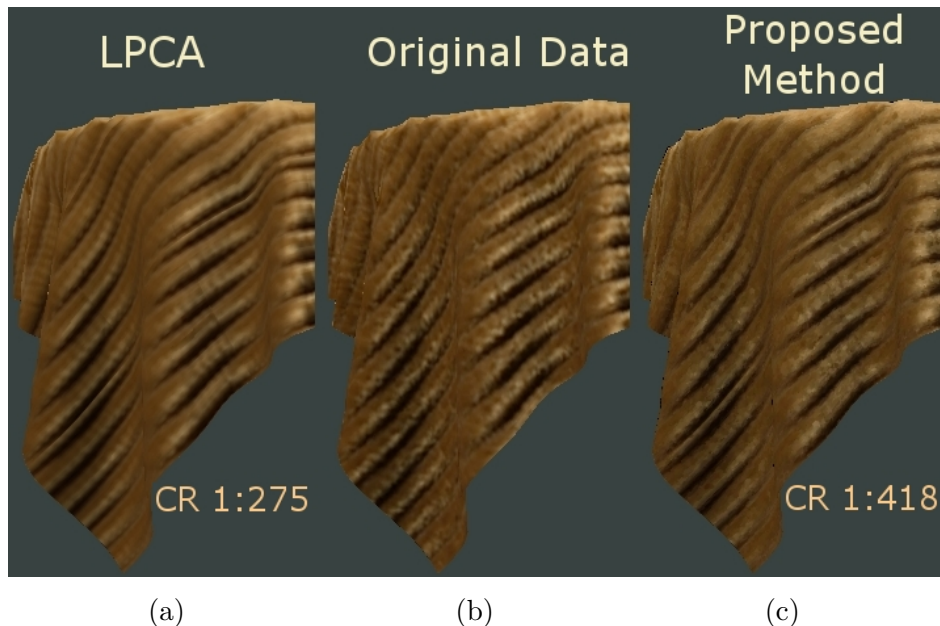 LPCA
Original Data
Proposed
Method
CR 1:275
CR 1:418
(a)
(b)
(c)